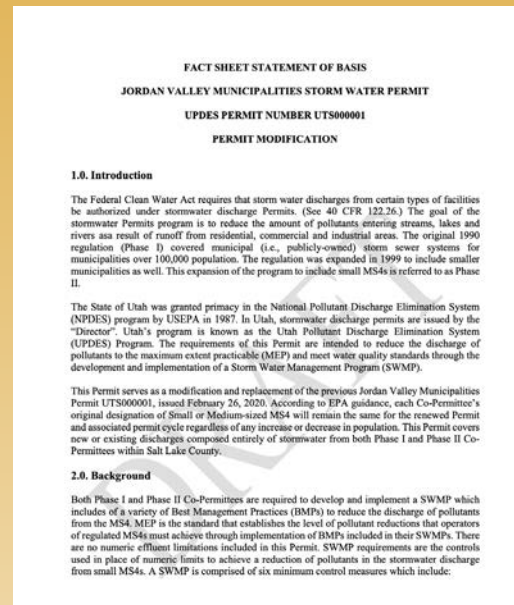 FACT SHEET STATEMENT OF BASIS
JORDAN VALLEY MUNICIPALITIES STORM WATER PERMIT
UPDES PERMIT NUMBER UTS000001
PERMIT MODIFICATION
1.0. Introduction
The Federal Clean Water Act requires that storm water discharges from certain types of facilities
be authorized under stormwater discharge Permits. (See 40 CFR 122.26.) The goal of the
stormwater Permits program is to reduce the amount of pollutants entering streams, lakes and
rivers asa result of runoff from residential, commercial and industrial areas. The original 1990
regulation (Phase I) covered municipal (i.e., publicly-owned) storm sewer systems for
municipalities over 100,000 population. The regulation was expanded in 1999 to include smaller
municipalities as well. This expansion of the program to include small MS4s is referred to as Phase
II.
The State of Utah was granted primacy in the National Pollutant Discharge Elimination System
(NPDES) program by USEPA in 1987. In Utah, stormwater discharge permits are issued by the
“Director”. Utah’s program is known as the Utah Pollutant Discharge Elimination System
(UPDES) Program. The requirements of this Permit are intended to reduce the discharge of
pollutants to the maximum extent practicable (MEP) and meet water quality standards through the
development and implementation of a Storm Water Management Program (SWMP).
This Permit serves as a modification and replacement of the previous Jordan Valley Municipalities
Permit UTS000001, issued February 26, 2020. According to EPA guidance, each Co-Permittee’s
original designation of Small or Medium-sized MS4 will remain the same for the renewed Permit
and associated permit cycle regardless of any increase or decrease in population. This Permit covers
new or existing discharges composed entirely of stormwater from both Phase I and Phase II Co-
Permittees within Salt Lake County.
2.0. Background
Both Phase I and Phase II Co-Permittees are required to develop and implement a SWMP which
includes of a variety of Best Management Practices (BMPs) to reduce the discharge of pollutants
from the MS4. MEP is the standard that establishes the level of pollutant reductions that operators
of regulated MS4s must achieve through implementation of BMPs included in their SWMPs. There
are no numeric effluent limitations included in this Permit. SWMP requirements are the controls
used in place of numeric limits to achieve a reduction of pollutants in the stormwater discharge
from small MS4s. A SWMP is comprised of six minimum control measures which include:
DRAFT